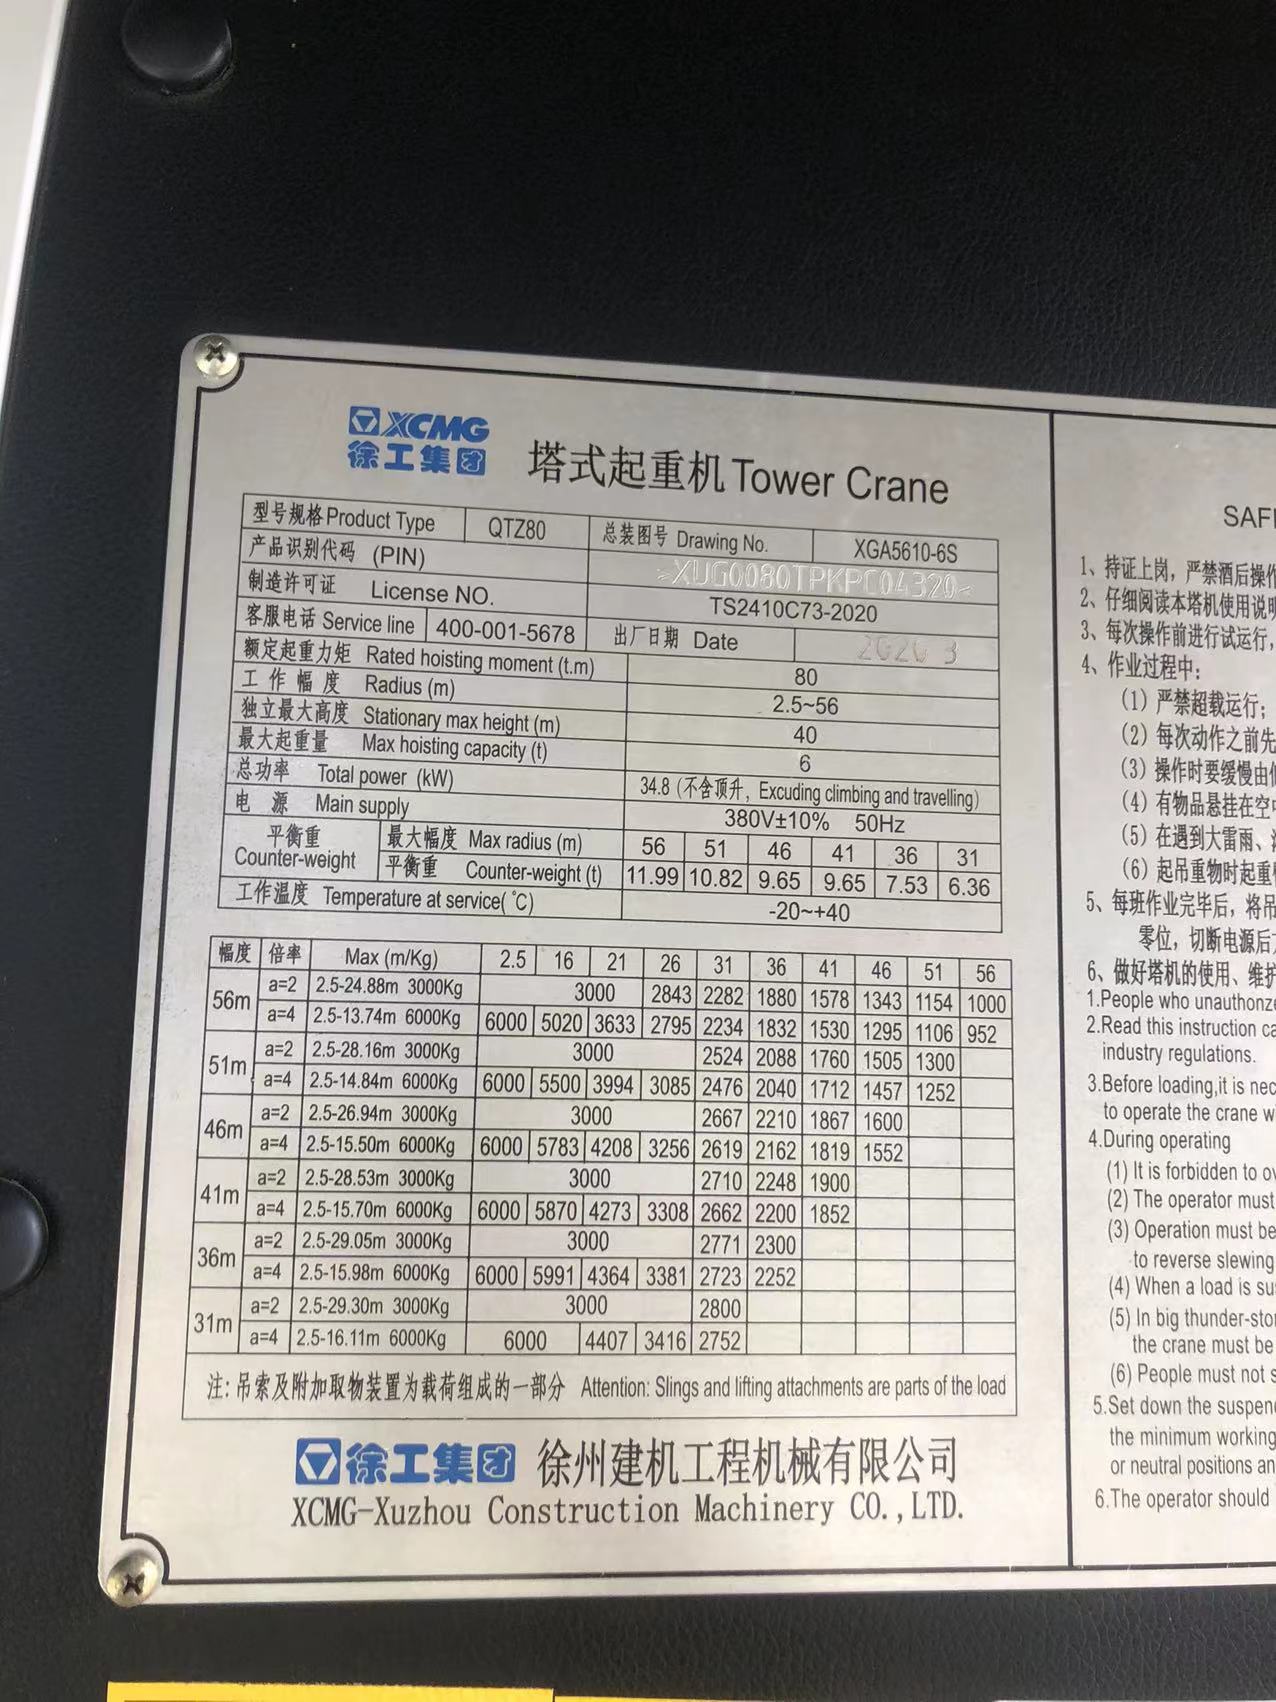 XCMG
徐工集团
塔式起重机 Tower Crane
型号规格 Product Type QTZ80 总装图号 Drawing No. XGA5610-6S
产品识别代码 (PIN) >XUG0080TPKPC04320<
制造许可证 License NO. TS2410C73-2020
客服电话 Service line 400-001-5678 出厂日期 Date 2020 3
额定起重力矩 Rated hoisting moment (t.m) 80
工作幅度 Radius (m) 2.5~56
独立最大高度 Stationary max height (m) 40
最大起重量 Max hoisting capacity (t) 6
总功率 Total power (kW) 34.8 (不含顶升, Excuding climbing and travelling)
电源 Main supply 380V±10% 50Hz
平衡重 Counter-weight 最大幅度 Max radius (m) 56 51 46 41 36 31
平衡重 Counter-weight (t) 11.99 10.82 9.65 9.65 7.53 6.36
工作温度 Temperature at service(℃) -20~+40
幅度 倍率 Max (m/Kg) 2.5 16 21 26 31 36 41 46 51 56
56m a=2 2.5-24.88m 3000Kg 3000 2843 2282 1880 1578 1343 1154 1000
a=4 2.5-13.74m 6000Kg 6000 5020 3633 2795 2234 1832 1530 1295 1106 952
51m a=2 2.5-28.16m 3000Kg 3000 2524 2088 1760 1505 1300
a=4 2.5-14.84m 6000Kg 6000 5500 3994 3085 2476 2040 1712 1457 1252
46m a=2 2.5-26.94m 3000Kg 3000 2667 2210 1867 1600
a=4 2.5-15.50m 6000Kg 6000 5783 4208 3256 2619 2162 1819 1552
41m a=2 2.5-28.53m 3000Kg 3000 2710 2248 1900
a=4 2.5-15.70m 6000Kg 6000 5870 4273 3308 2662 2200 1852
36m a=2 2.5-29.05m 3000Kg 3000 2771 2300
a=4 2.5-15.98m 6000Kg 6000 5991 4364 3381 2723 2252
31m a=2 2.5-29.30m 3000Kg 3000 2800
a=4 2.5-16.11m 6000Kg 6000 4407 3416 2752
注: 吊索及附加取物装置为载荷组成的一部分 Attention: Slings and lifting attachments are parts of the load
徐工集团 徐州建机工程机械有限公司
XCMG-Xuzhou Construction Machinery CO.,LTD.
1、持证上岗，严禁酒后操作
2、仔细阅读本塔机使用说明
3、每次操作前进行试运行，
4、作业过程中：
(1) 严禁超载运行；
(2) 每次动作之前先
(3) 操作时要缓慢由
(4) 有物品悬挂在空中
(5) 在遇到大雷雨、
(6) 起吊重物时起重
5、每班作业完毕后，将吊
零位，切断电源后
6、做好塔机的使用、维护
1.People who unauthonze
2.Read this instruction
industry regulations.
3.Before loading,it is
to operate the crane
4.During operating
(1) It is forbidden to
(2) The operator must
(3) Operation must be
to reverse slewing
(4) When a load is
(5) In big
the crane must be
(6) People must not
5.Set down the
the minimum working
or neutral positions
6.The operator should